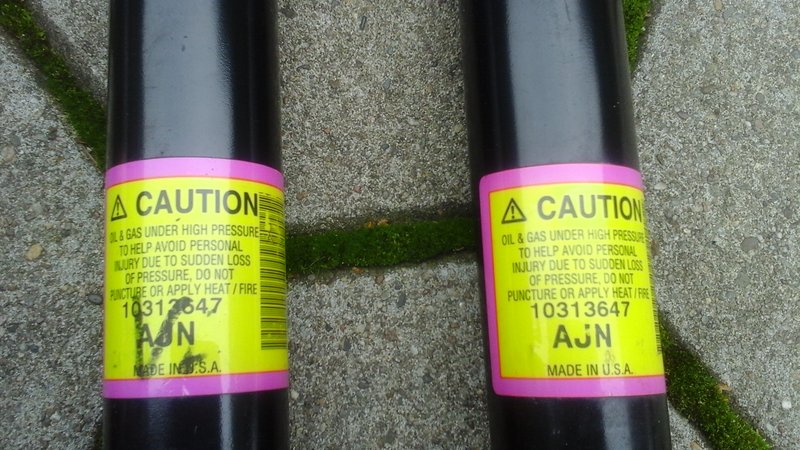 CAUTION
OIL & GAS UNDER HIGH PRESSURE
TO HELP AVOID PERSONAL
INJURY DUE TO SUDDEN LOSS
OF PRESSURE, DO NOT
PUNCTURE OR APPLY HEAT / FIRE
10313647
AJN
MADE IN U.S.A.
CAUTION
OIL & GAS UNDER HIGH PRESSURE
TO HELP AVOID PERSONAL
INJURY DUE TO SUDDEN LOSS
OF PRESSURE, DO NOT
PUNCTURE OR APPLY HEAT / FIRE
10313647
AJN
MADE IN U.S.A.